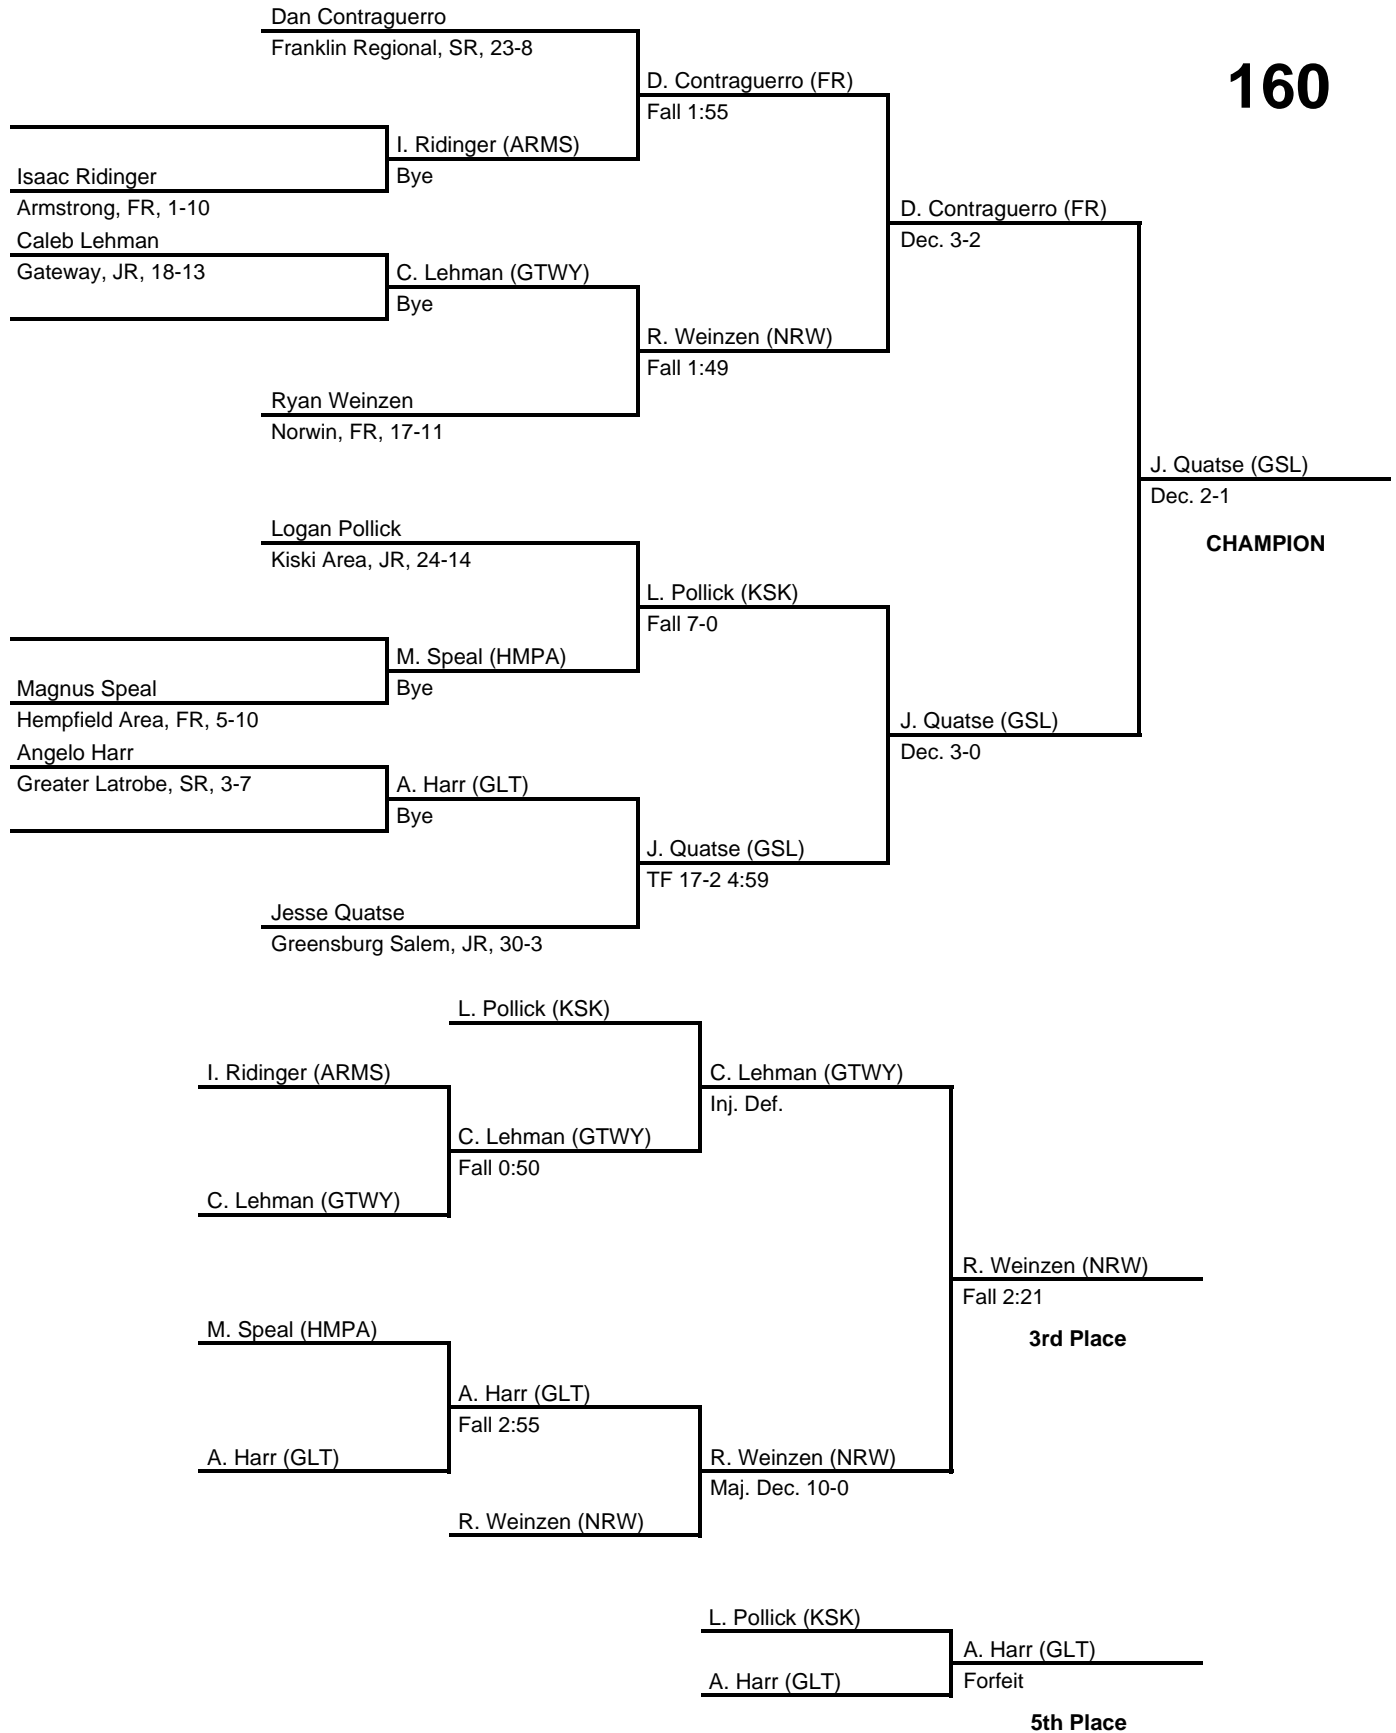 Dan Contraguerro
Franklin Regional, SR, 23-8
160
D. Contraguerro (FR)
Fall 1:55
I. Ridinger (ARMS)
Bye
Isaac Ridinger
Armstrong, FR, 1-10
D. Contraguerro (FR)
Dec. 3-2
Caleb Lehman
Gateway, JR, 18-13
C. Lehman (GTWY)
Bye
R. Weinzen (NRW)
Fall 1:49
Ryan Weinzen
Norwin, FR, 17-11
J. Quatse (GSL)
Dec. 2-1
CHAMPION
Logan Pollick
Kiski Area, JR, 24-14
L. Pollick (KSK)
Fall 7-0
M. Speal (HMPA)
Bye
Magnus Speal
Hempfield Area, FR, 5-10
J. Quatse (GSL)
Dec. 3-0
Angelo Harr
Greater Latrobe, SR, 3-7
A. Harr (GLT)
Bye
J. Quatse (GSL)
TF 17-2 4:59
Jesse Quatse
Greensburg Salem, JR, 30-3
L. Pollick (KSK)
I. Ridinger (ARMS)
C. Lehman (GTWY)
Inj. Def.
C. Lehman (GTWY)
Fall 0:50
C. Lehman (GTWY)
R. Weinzen (NRW)
Fall 2:21
3rd Place
M. Speal (HMPA)
A. Harr (GLT)
Fall 2:55
A. Harr (GLT)
R. Weinzen (NRW)
Maj. Dec. 10-0
R. Weinzen (NRW)
L. Pollick (KSK)
A. Harr (GLT)
Forfeit
A. Harr (GLT)
5th Place